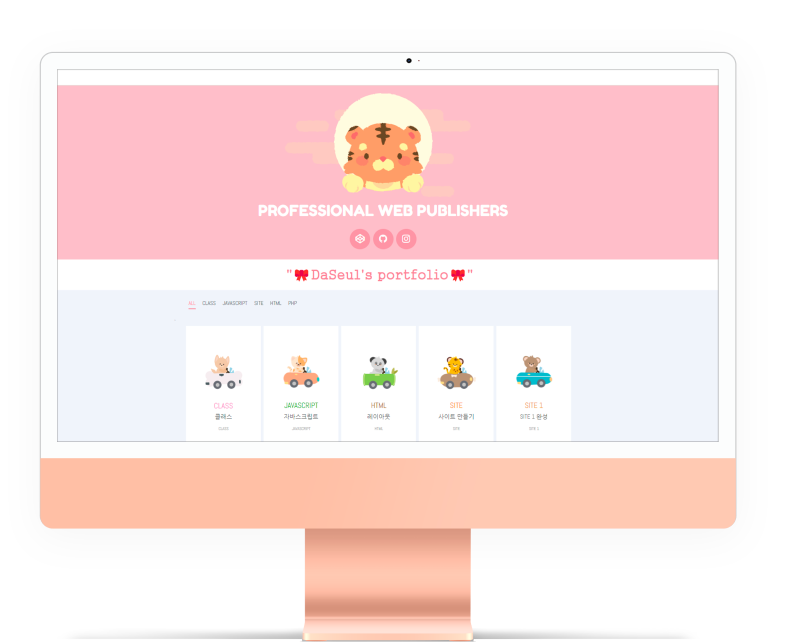 PROFESSIONAL WEB PUBLISHERS
"🎀DaSeul's portfolio🎀"
ALL CLASS JAVASCRIPT SITE HTML PHP
CLASS
클래스
CLASS
JAVASCRIPT
자바스크립트
JAVASCRIPT
HTML
레이아웃
HTML
SITE
사이트 만들기
SITE
SITE 1
SITE 1 완성
SITE 1